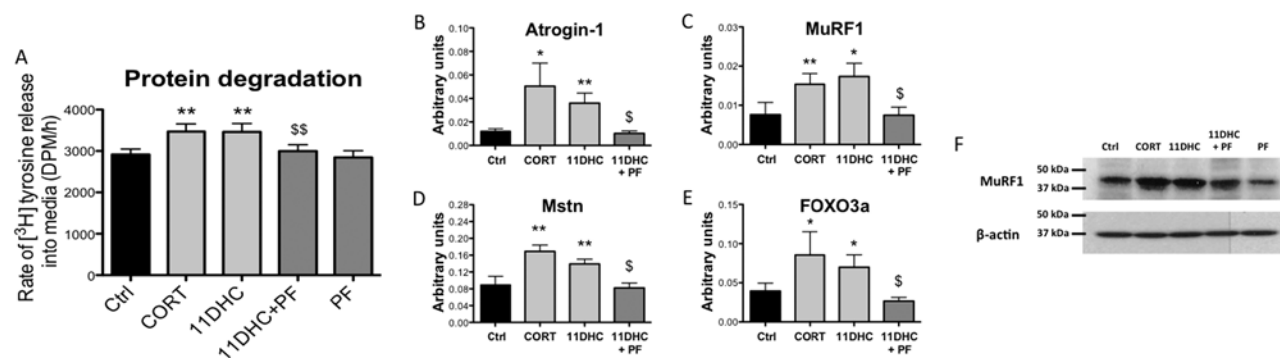 A
Protein degradation
Rate of [³H] tyrosine release
into media (DPM/h)
4000
3000
2000
1000
0
**
**
$$
Ctrl
CORT
11DHC
11DHC+PF
PF
B
Atrogin-1
Arbitrary units
0.10
0.08
0.06
0.04
0.02
0.00
*
**
$
Ctrl
CORT
11DHC
11DHC
+ PF
C
MuRF1
Arbitrary units
0.03
0.02
0.01
0.00
**
*
$
Ctrl
CORT
11DHC
11DHC
+ PF
D
Mstn
Arbitrary units
0.28
0.24
0.20
0.16
0.12
0.08
0.04
0.00
**
**
$
Ctrl
CORT
11DHC
11DHC
+ PF
E
FOXO3a
Arbitrary units
0.15
0.10
0.05
0.00
*
*
$
Ctrl
CORT
11DHC
11DHC
+ PF
F
Ctrl
CORT
11DHC
11DHC
+ PF
PF
MuRF1
50 kDa
37 kDa
β-actin
50 kDa
37 kDa